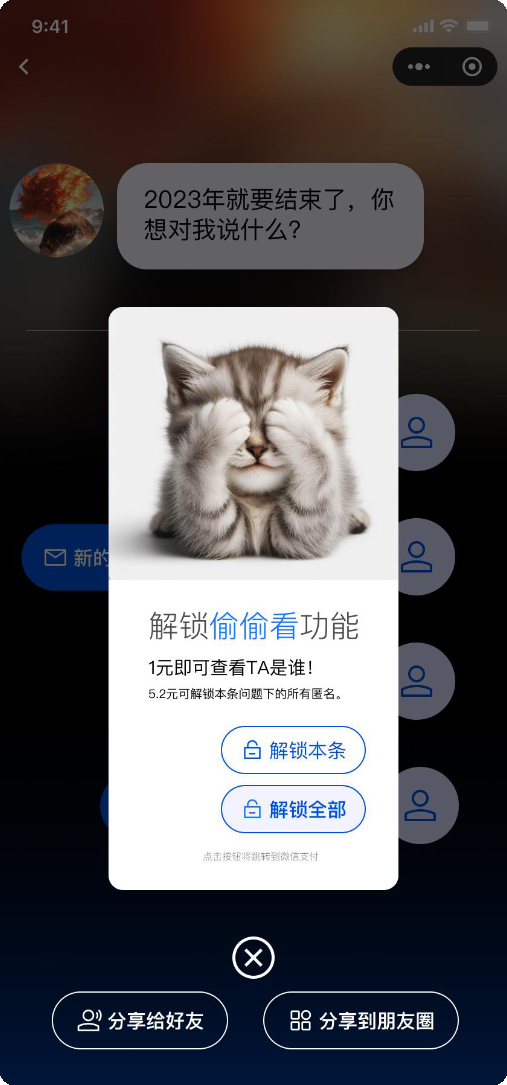 9:41
2023年就要结束了，你
想对我说什么？
新的
解锁偷偷看功能
1元即可查看TA是谁！
5.2元可解锁本条问题下的所有匿名。
解锁本条
解锁全部
点击按钮将跳转到微信支付
分享给好友
分享到朋友圈